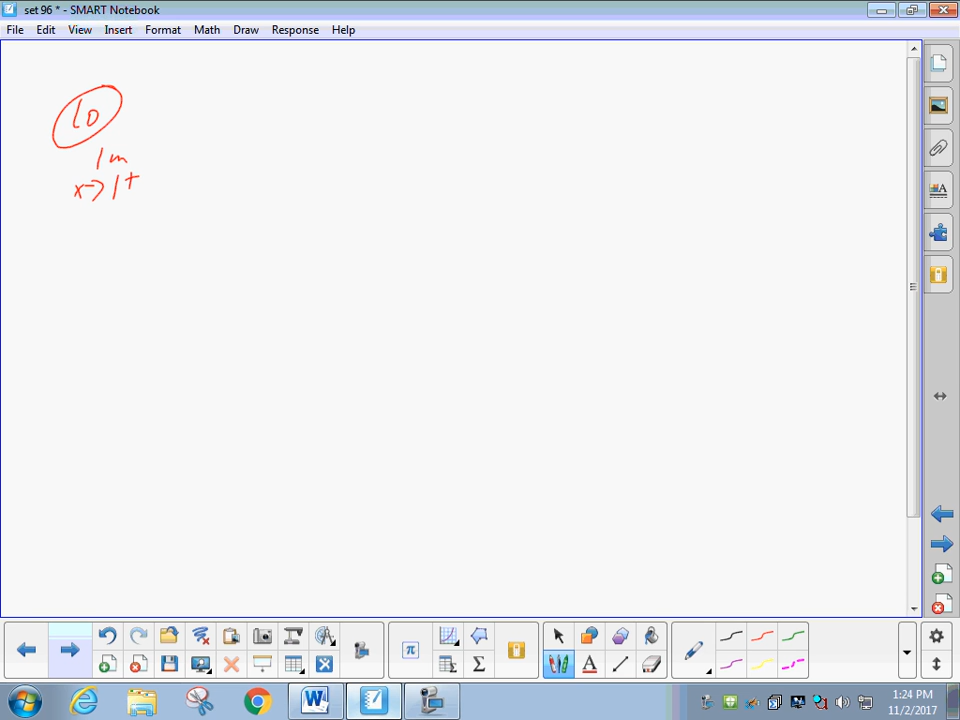 set 96 * - SMART Notebook
File Edit View Insert Format Math Draw Response Help
10
lim
x→1+
1:24 PM
11/2/2017